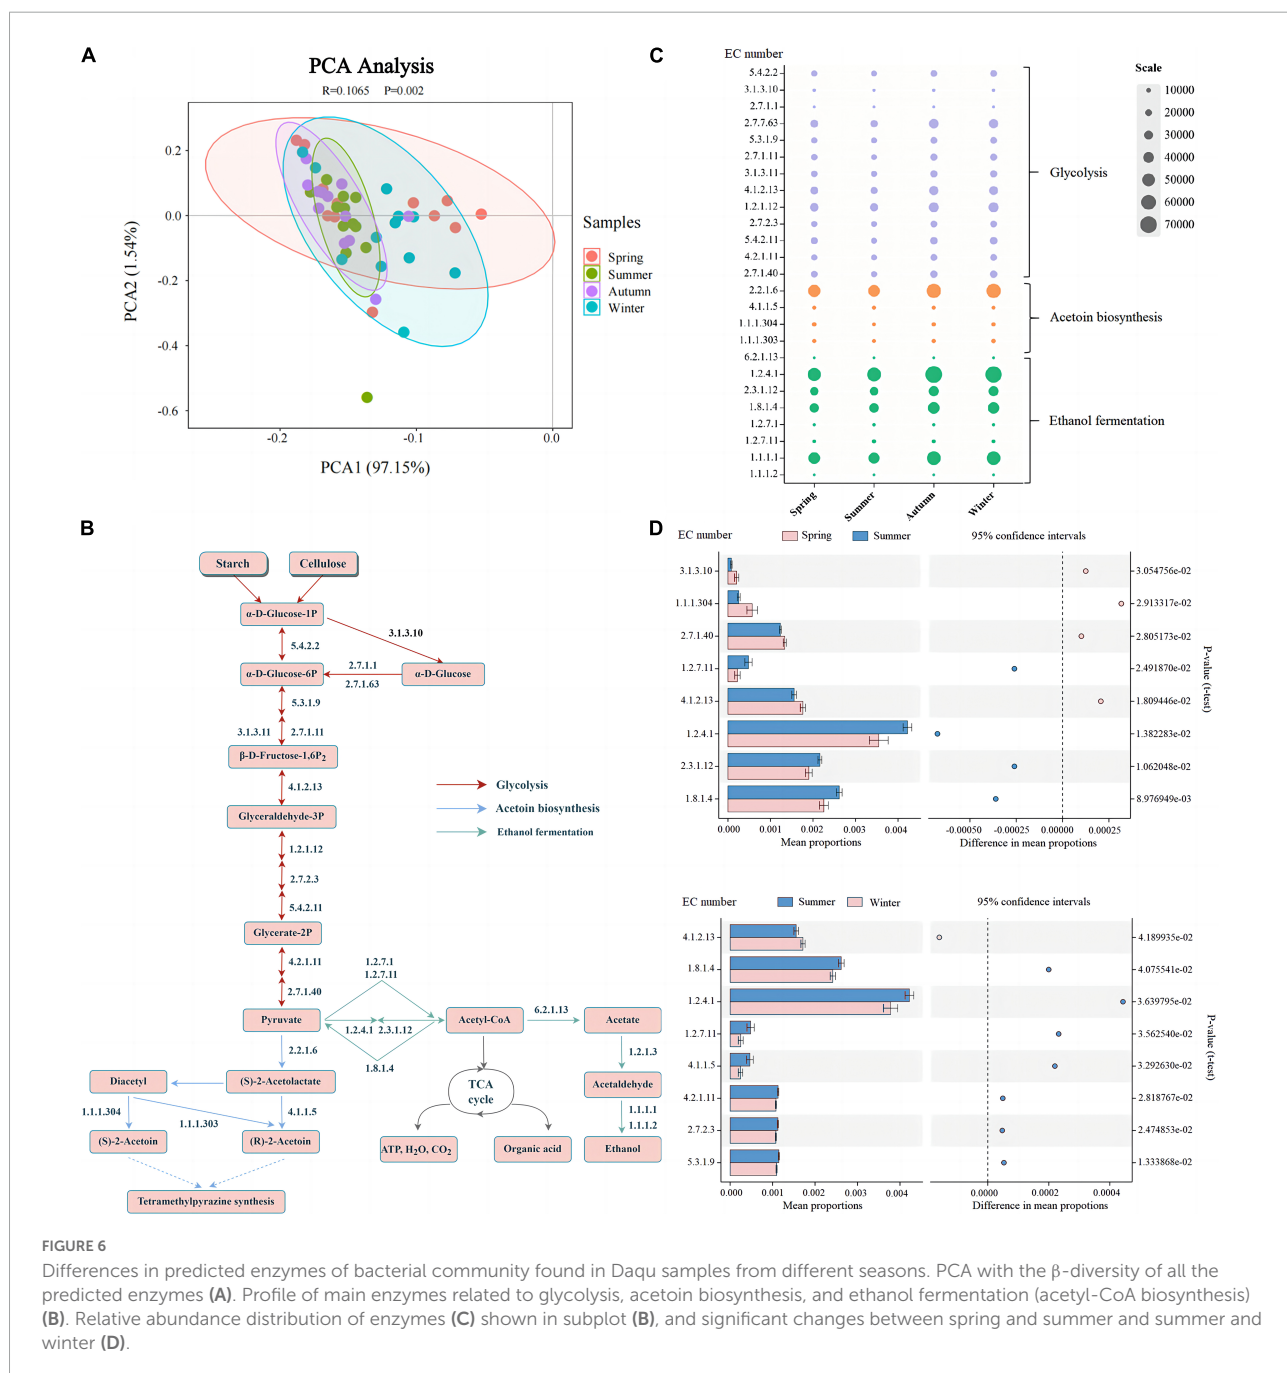 A
PCA Analysis
R=0.1065 P=0.002
0.2
0.0
-0.2
-0.4
-0.6
PCA2 (1.54%)
-0.2
-0.1
0.0
PCA1 (97.15%)
Samples
Spring
Summer
Autumn
Winter
C
EC number
5.4.2.2
3.1.3.10
2.7.1.1
2.7.7.63
5.3.1.9
2.7.1.11
3.1.3.11
4.1.2.13
1.2.1.12
2.7.2.3
5.4.2.11
4.2.1.11
2.7.1.40
2.2.1.6
4.1.1.5
1.1.1.304
1.1.1.303
6.2.1.13
1.2.4.1
2.3.1.12
1.8.1.4
1.2.7.1
1.2.7.11
1.1.1.1
1.1.1.2
Spring
Summer
Autumn
Winter
Glycolysis
Acetoin biosynthesis
Ethanol fermentation
Scale
10000
20000
30000
40000
50000
60000
70000
B
Starch
Cellulose
α-D-Glucose-1P
3.1.3.10
5.4.2.2
2.7.1.1
α-D-Glucose-6P
α-D-Glucose
2.7.1.63
5.3.1.9
3.1.3.11
2.7.1.11
β-D-Fructose-1,6P2
4.1.2.13
Glyceraldehyde-3P
1.2.1.12
2.7.2.3
5.4.2.11
Glycerate-2P
4.2.1.11
2.7.1.40
Glycolysis
Acetoin biosynthesis
Ethanol fermentation
1.2.7.1
1.2.7.11
Pyruvate
1.2.4.1
2.3.1.12
Acetyl-CoA
6.2.1.13
Acetate
1.8.1.4
2.2.1.6
1.2.1.3
Diacetyl
(S)-2-Acetolactate
TCA
cycle
Acetaldehyde
1.1.1.304
1.1.1.303
4.1.1.5
1.1.1.1
1.1.1.2
(S)-2-Acetoin
(R)-2-Acetoin
ATP, H2O, CO2
Organic acid
Ethanol
Tetramethylpyrazine synthesis
D
EC number
Spring
Summer
95% confidence intervals
3.1.3.10
1.1.1.304
2.7.1.40
1.2.7.11
4.1.2.13
1.2.4.1
2.3.1.12
1.8.1.4
0.000
0.001
0.002
0.003
0.004
Mean proportions
-0.00050
-0.00025
0.00000
0.00025
Difference in mean propotions
3.054756e-02
2.913317e-02
2.805173e-02
2.491870e-02
1.809446e-02
1.382283e-02
1.062048e-02
8.976949e-03
P-value (t-test)
EC number
Summer
Winter
95% confidence intervals
4.1.2.13
1.8.1.4
1.2.4.1
1.2.7.11
4.1.1.5
4.2.1.11
2.7.2.3
5.3.1.9
0.000
0.001
0.002
0.003
0.004
Mean proportions
0.0000
0.0002
0.0004
Difference in mean propotions
4.189935e-02
4.075541e-02
3.639795e-02
3.562540e-02
3.292630e-02
2.818767e-02
2.474853e-02
1.333868e-02
P-value (t-test)
FIGURE 6
Differences in predicted enzymes of bacterial community found in Daqu samples from different seasons. PCA with the β-diversity of all the
predicted enzymes (A). Profile of main enzymes related to glycolysis, acetoin biosynthesis, and ethanol fermentation (acetyl-CoA biosynthesis)
(B). Relative abundance distribution of enzymes (C) shown in subplot (B), and significant changes between spring and summer and summer and
winter (D).